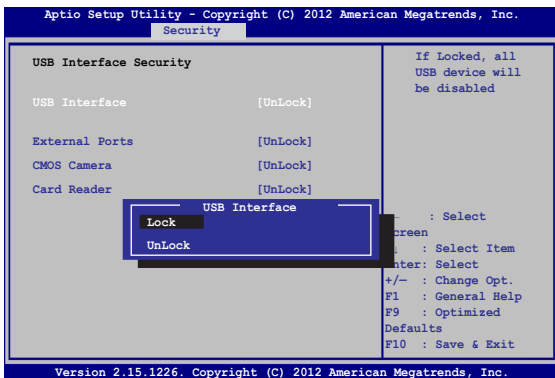 Aptio Setup Utility - Copyright (C) 2012 American Megatrends, Inc.
Security
USB Interface Security
USB Interface [UnLock]
External Ports [UnLock]
CMOS Camera [UnLock]
Card Reader [UnLock]
USB Interface
Lock
UnLock
If Locked, all
USB device will
be disabled
: Select
creen
: Select Item
nter: Select
+/— : Change Opt.
F1 : General Help
F9 : Optimized
Defaults
F10 : Save & Exit
Version 2.15.1226. Copyright (C) 2012 American Megatrends, Inc.